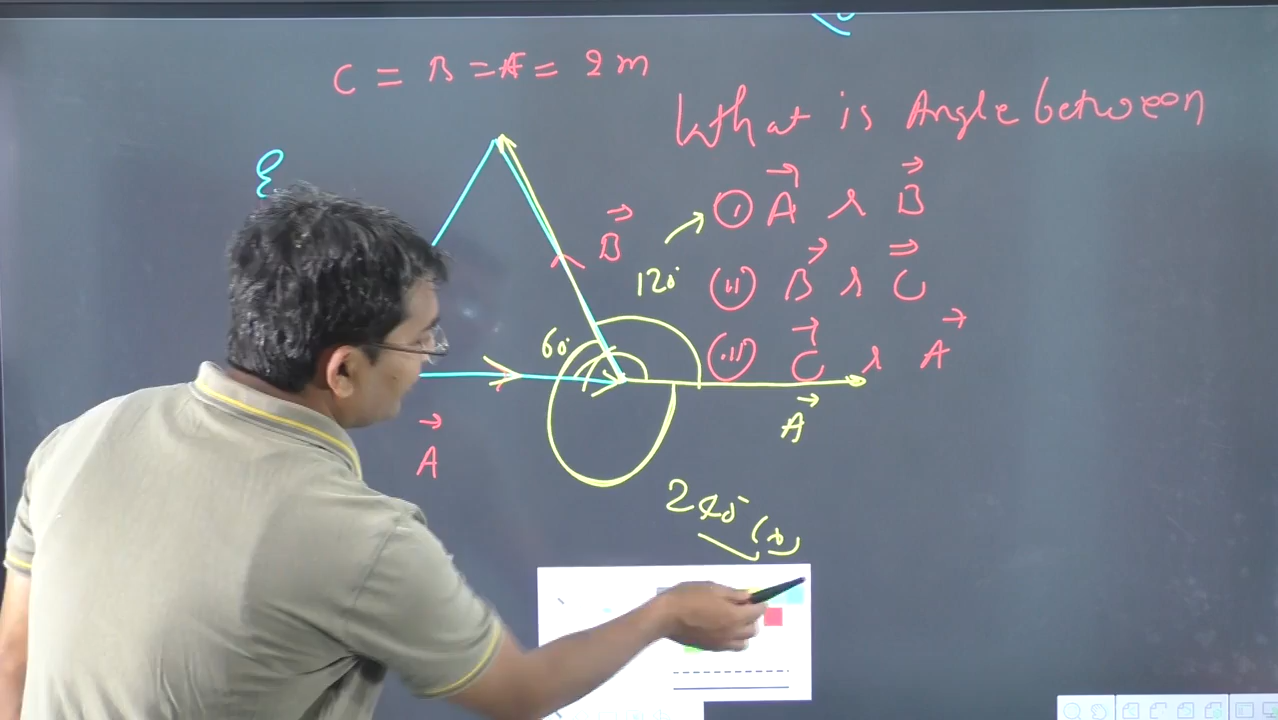 C = B = A = 2 m
What is Angle between
(i) A & B
B
120°
(ii) B & C
60°
(iii) C & A
A
A
240° (x)